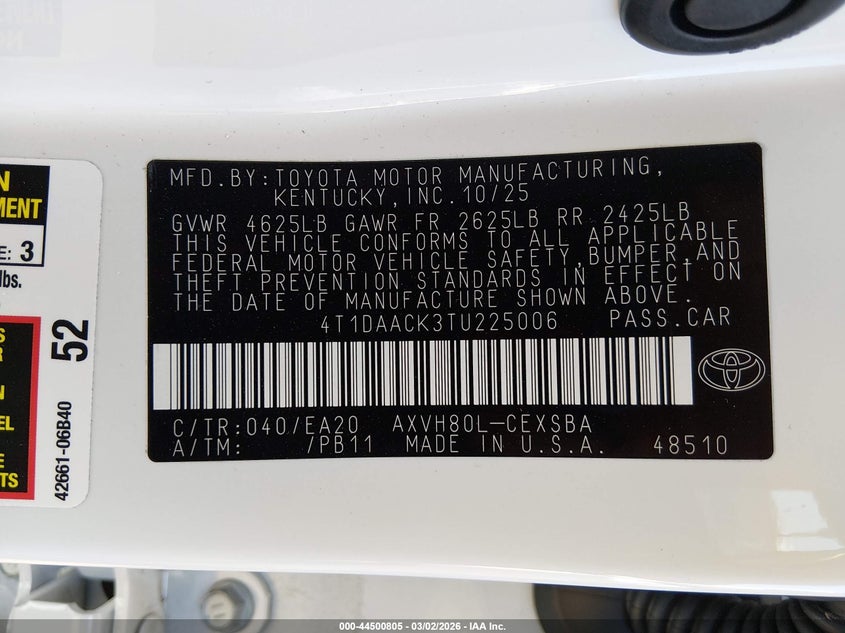 MFD.BY:TOYOTA MOTOR MANUFACTURING,
KENTUCKY,INC.10/25
GVWR 4625LB GAWR FR 2625LB RR 2425LB
THIS VEHICLE CONFORMS TO ALL APPLICABLE
FEDERAL MOTOR VEHICLE SAFETY,BUMPER,AND
THEFT PREVENTION STANDARDS IN EFFECT ON
THE DATE OF MANUFACTURE SHOWN ABOVE.
4T1DAACK3TU225006 PASS.CAR
C/TR:040/EA20 AXVH80L-CEXSBA
A/TM: /PB11 MADE IN U.S.A. 48510
E: 3
lbs.
52
42661-06B40
000-44500805 - 03/02/2026 - IAA Inc.